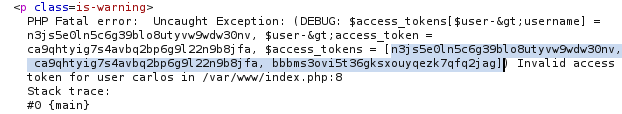 <p class=is-warning>
PHP Fatal error:  Uncaught Exception: (DEBUG: $access_tokens[$user-&gt;username] =
n3js5e0ln5c6g39blo8utyvw9wdw30nv, $user-&gt;access_token =
ca9qhtyig7s4avbq2bp6g9l22n9b8jfa, $access_tokens = [n3js5e0ln5c6g39blo8utyvw9wdw30nv,
ca9qhtyig7s4avbq2bp6g9l22n9b8jfa, bbbms3ovi5t36gksxouyqezk7qfq2jag]) Invalid access
token for user carlos in /var/www/index.php:8
Stack trace:
#0 {main}